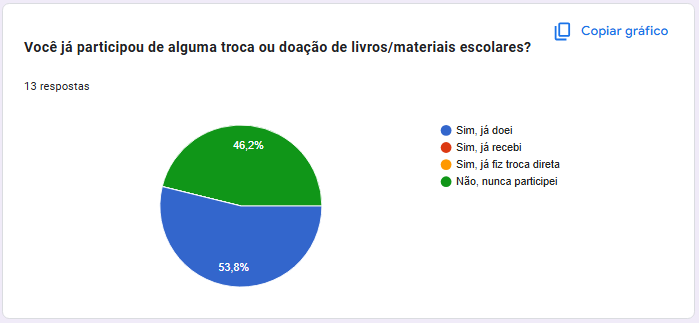 Copiar gráfico
Você já participou de alguma troca ou doação de livros/materiais escolares?
13 respostas
Sim, já doei
Sim, já recebi
Sim, já fiz troca direta
Não, nunca participei
46,2%
53,8%